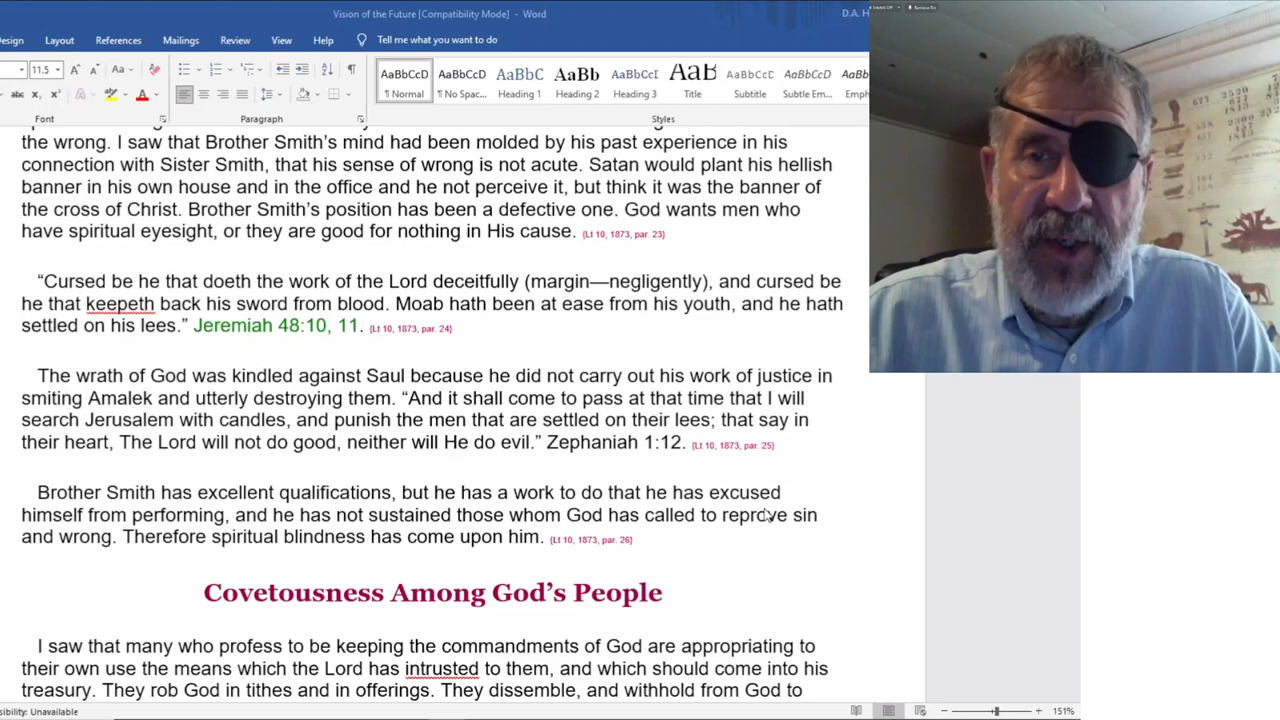 Vision of the Future [Compatibility Mode] - Word
D.A. H
esign Layout References Mailings Review View Help Tell me what you want to do
11.5 A A Aa
abc x₂ x² A A
AaBbCcD AaBbCcD AaBbC AaBb AaBbCcI AaB AaBbCcD AaBbCcD AaBb
¶ Normal ¶ No Spac... Heading 1 Heading 2 Heading 3 Title Subtitle Subtle Em... Emph
Font Paragraph Styles
the wrong. I saw that Brother Smith’s mind had been molded by his past experience in his
connection with Sister Smith, that his sense of wrong is not acute. Satan would plant his hellish
banner in his own house and in the office and he not perceive it, but think it was the banner of
the cross of Christ. Brother Smith’s position has been a defective one. God wants men who
have spiritual eyesight, or they are good for nothing in His cause. {Lt 10, 1873, par. 23}
“Cursed be he that doeth the work of the Lord deceitfully (margin—negligently), and cursed be
he that keepeth back his sword from blood. Moab hath been at ease from his youth, and he hath
settled on his lees.” Jeremiah 48:10, 11. {Lt 10, 1873, par. 24}
The wrath of God was kindled against Saul because he did not carry out his work of justice in
smiting Amalek and utterly destroying them. “And it shall come to pass at that time that I will
search Jerusalem with candles, and punish the men that are settled on their lees; that say in
their heart, The Lord will not do good, neither will He do evil.” Zephaniah 1:12. {Lt 10, 1873, par. 25}
Brother Smith has excellent qualifications, but he has a work to do that he has excused
himself from performing, and he has not sustained those whom God has called to reprove sin
and wrong. Therefore spiritual blindness has come upon him. {Lt 10, 1873, par. 26}
Covetousness Among God’s People
I saw that many who profess to be keeping the commandments of God are appropriating to
their own use the means which the Lord has intrusted to them, and which should come into his
treasury. They rob God in tithes and in offerings. They dissemble, and withhold from God to
sibility: Unavailable
151%
2520
1843